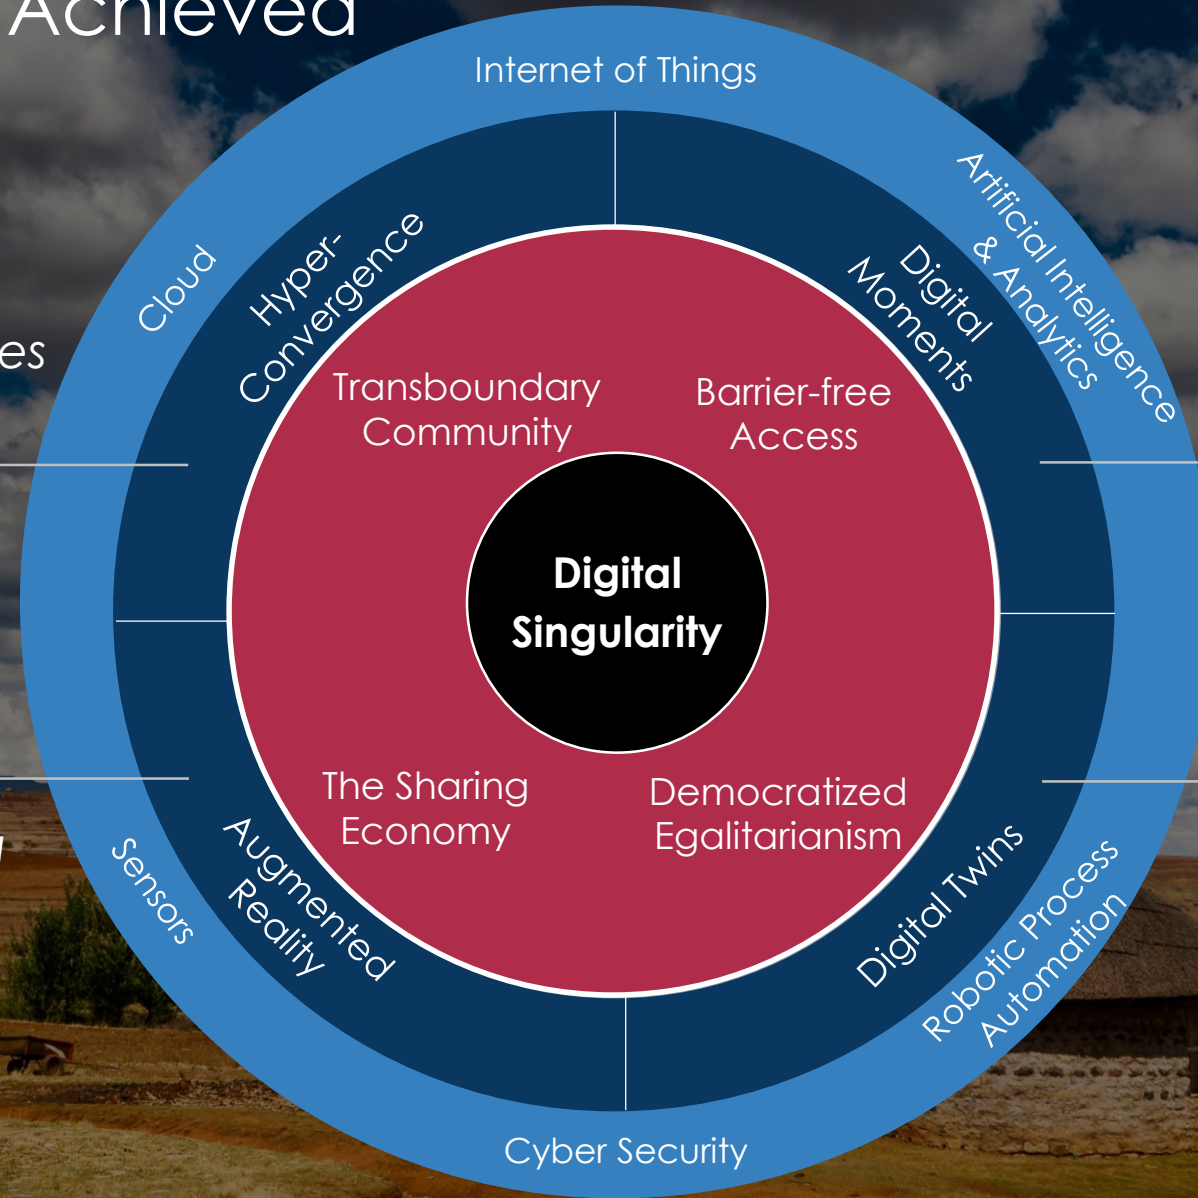 Achieved
Internet of Things
Artificial Intelligence
& Analytics
Cloud
Hyper-
Convergence
Digital
Moments
es
Transboundary
Community
Barrier-free
Access
Digital
Singularity
The Sharing
Economy
Democratized
Egalitarianism
Sensors
Augmented
Reality
Digital Twins
Robotic Process
Automation
Cyber Security